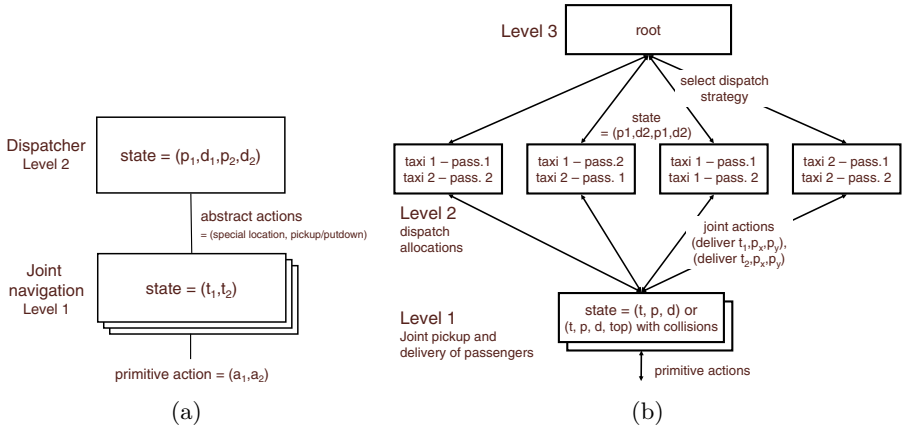 Dispatcher
Level 2
state = (p1,d1,p2,d2)
abstract actions
= (special location, pickup/putdown)
Joint
navigation
Level 1
state = (t1,t2)
primitive action = (a1,a2)
(a)
Level 3
root
select dispatch
strategy
state
= (p1,d2,p1,d2)
taxi 1 – pass.1
taxi 2 – pass. 2
taxi 1 – pass.2
taxi 2 – pass. 1
taxi 1 – pass.1
taxi 1 – pass. 2
taxi 2 – pass.1
taxi 2 – pass. 2
Level 2
dispatch
allocations
joint actions
(deliver t1,px,py),
(deliver t2,px,py)
Level 1
Joint pickup and
delivery of passengers
state = (t, p, d) or
(t, p, d, top) with collisions
primitive actions
(b)